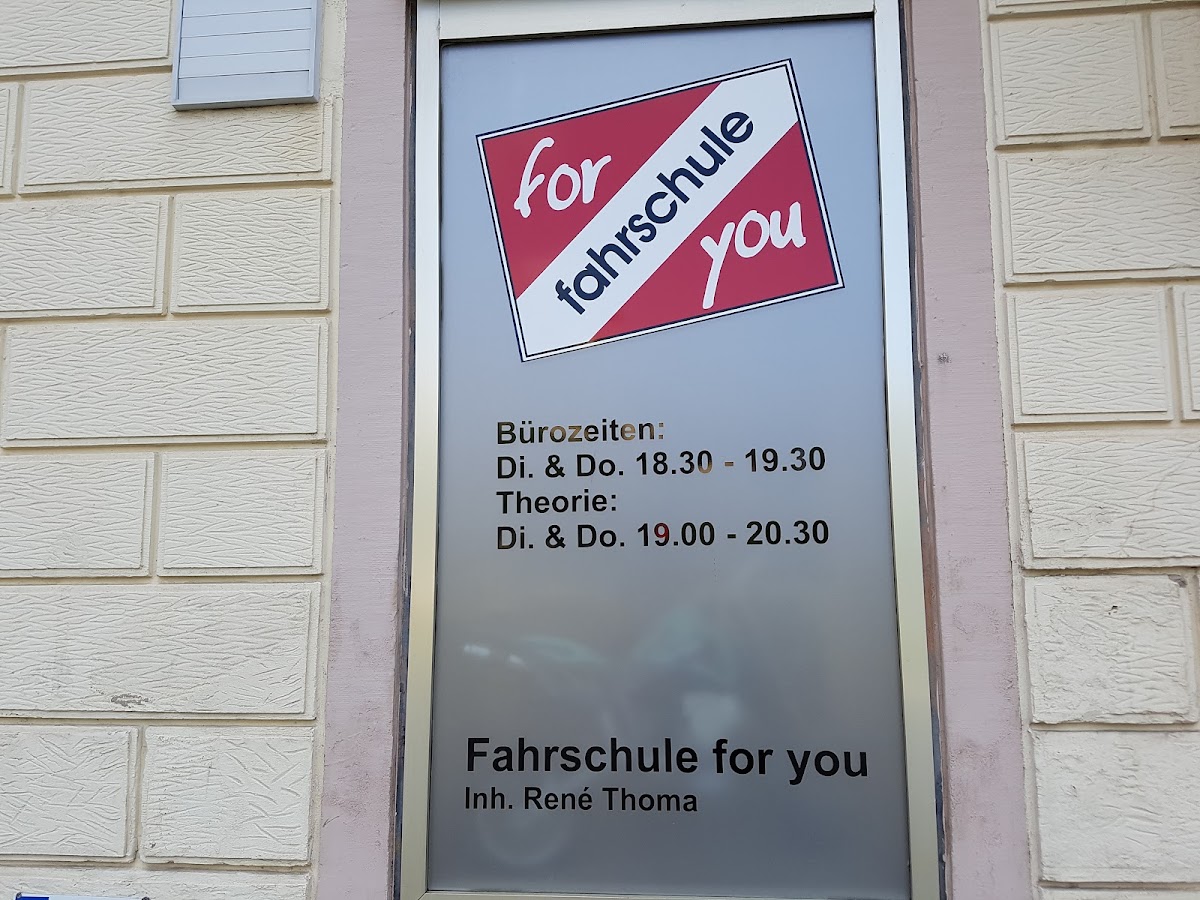 for
fahrschule
you
Bürozeiten:
Di. & Do. 18.30 - 19.30
Theorie:
Di. & Do. 19.00 - 20.30
Fahrschule for you
Inh. René Thoma